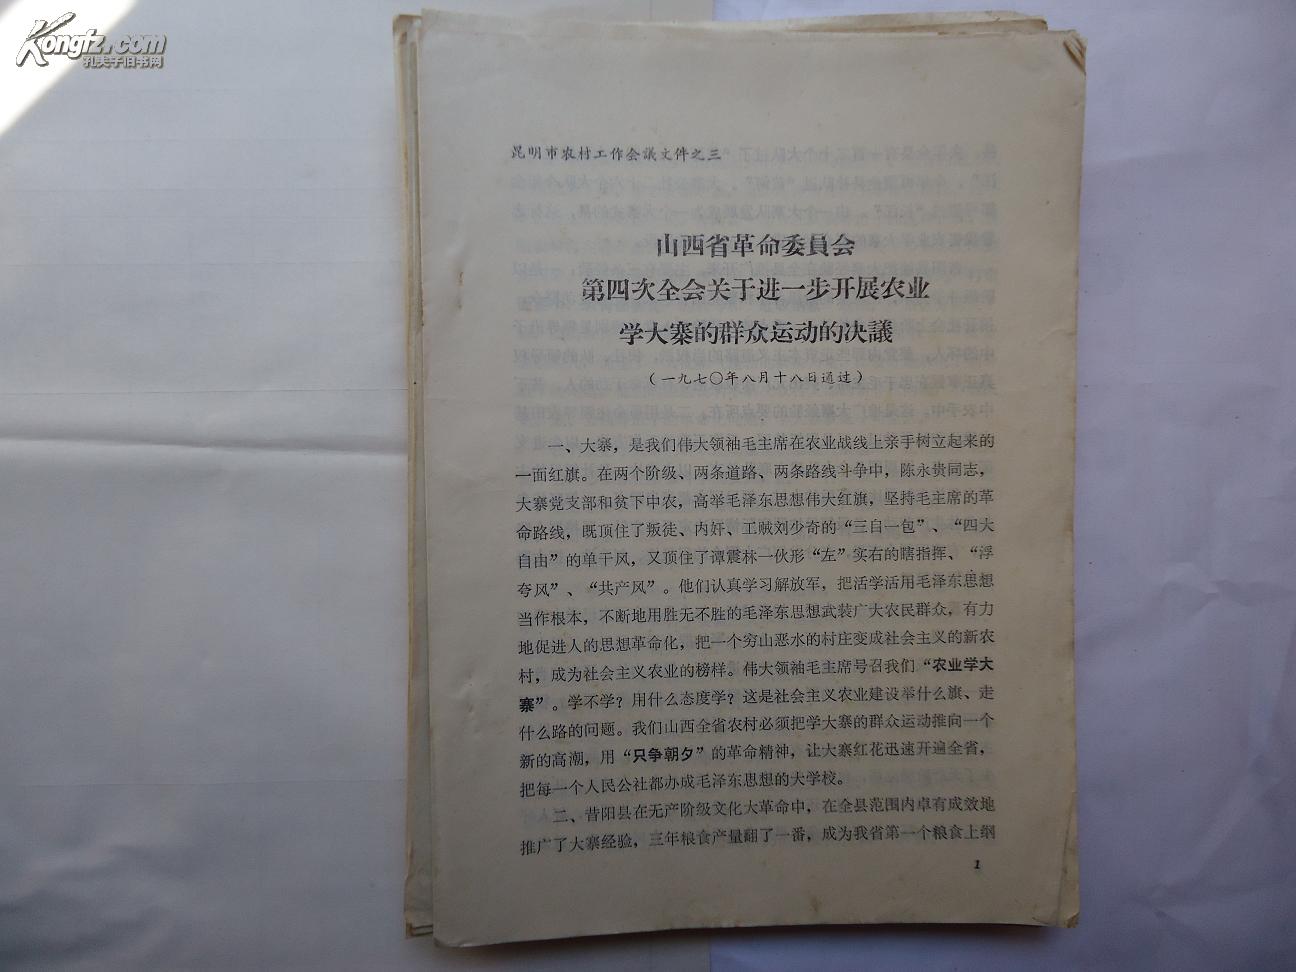 Kongfz.com
孔夫子旧书网
昆明市农村工作会議文件之三
山西省革命委員会
第四次全会关于进一步开展农业
学大寨的群众运动的决議
（一九七〇年八月十八日通过）
一、大寨，是我们伟大领袖毛主席在农业战线上亲手树立起来的
一面红旗。在两个阶级、两条道路、两条路线斗争中，陈永贵同志，
大寨党支部和贫下中农，高举毛泽东思想伟大红旗，坚持毛主席的革
命路线，既顶住了叛徒、内奸、工贼刘少奇的“三自一包”、“四大
自由”的单干风，又顶住了谭震林一伙形“左”实右的瞎指挥、“浮
夸风”、“共产风”。他们认真学习解放军，把活学活用毛泽东思想
当作根本，不断地用胜无不胜的毛泽东思想武装广大农民群众，有力
地促进人的思想革命化，把一个穷山恶水的村庄变成社会主义的新农
村，成为社会主义农业的榜样。伟大领袖毛主席号召我们“农业学大
寨”。学不学？用什么态度学？这是社会主义农业建设举什么旗、走
什么路的问题。我们山西全省农村必须把学大寨的群众运动推向一个
新的高潮，用“只争朝夕”的革命精神，让大寨红花迅速开遍全省，
把每一个人民公社都办成毛泽东思想的大学校。
二、昔阳县在无产阶级文化大革命中，在全县范围内卓有成效地
推广了大寨经验，三年粮食产量翻了一番，成为我省第一个粮食上纲
1